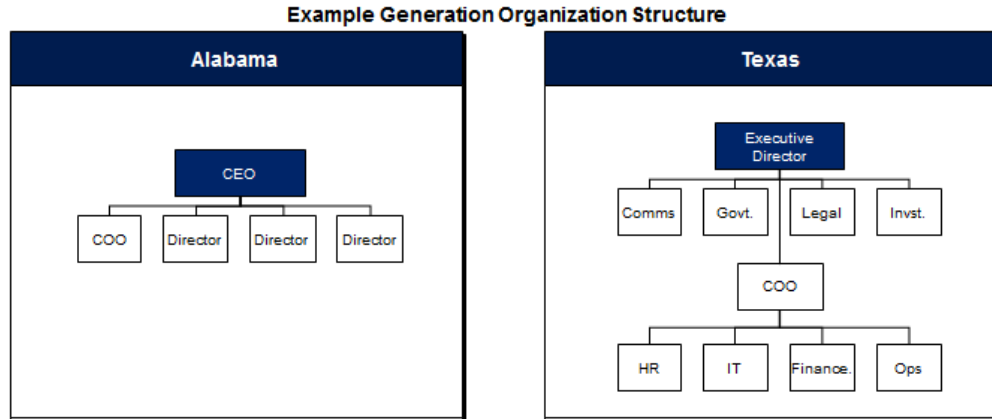 Example Generation Organization Structure
Alabama
CEO
COO
Director
Director
Director
Texas
Executive
Director
Comms
Govt.
Legal
Invst.
COO
HR
IT
Finance.
Ops